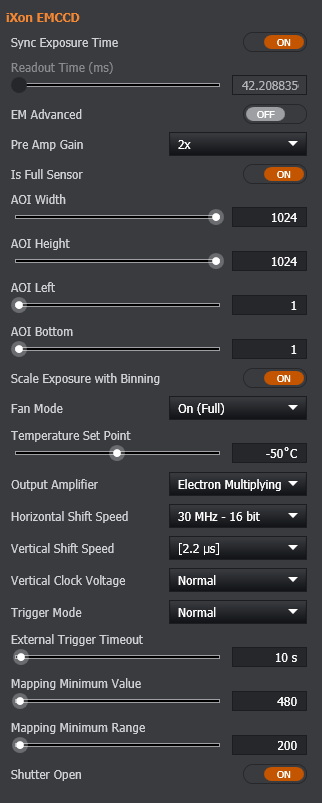 iXon EMCCD
Sync Exposure Time ON
Readout Time (ms)
42.208835
EM Advanced OFF
Pre Amp Gain 2x
Is Full Sensor ON
AOI Width
1024
AOI Height
1024
AOI Left
1
AOI Bottom
1
Scale Exposure with Binning ON
Fan Mode On (Full)
Temperature Set Point
-50°C
Output Amplifier Electron Multiplying
Horizontal Shift Speed 30 MHz - 16 bit
Vertical Shift Speed [2.2 µs]
Vertical Clock Voltage Normal
Trigger Mode Normal
External Trigger Timeout
10 s
Mapping Minimum Value
480
Mapping Minimum Range
200
Shutter Open ON